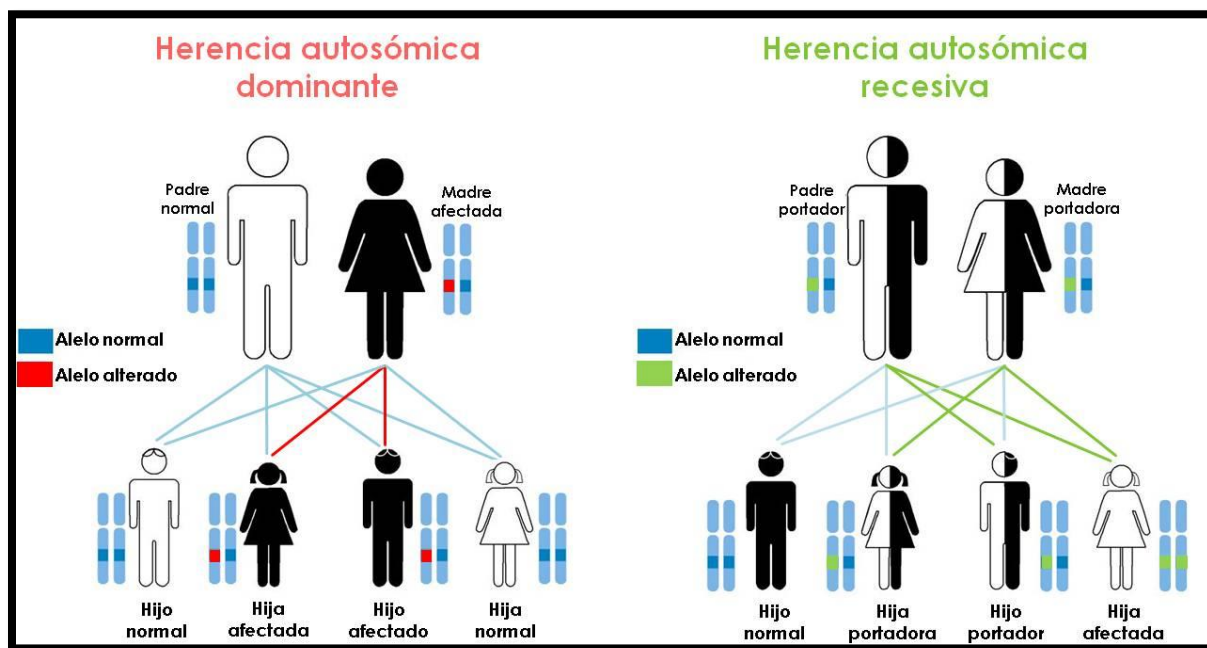 Herencia autosómica
dominante
Padre
normal
Madre
afectada
Alelo normal
Alelo alterado
Hijo
normal
Hija
afectada
Hijo
afectado
Hija
normal
Herencia autosómica
recesiva
Padre
portador
Madre
portadora
Alelo normal
Alelo alterado
Hijo
normal
Hija
portadora
Hijo
portador
Hija
afectada